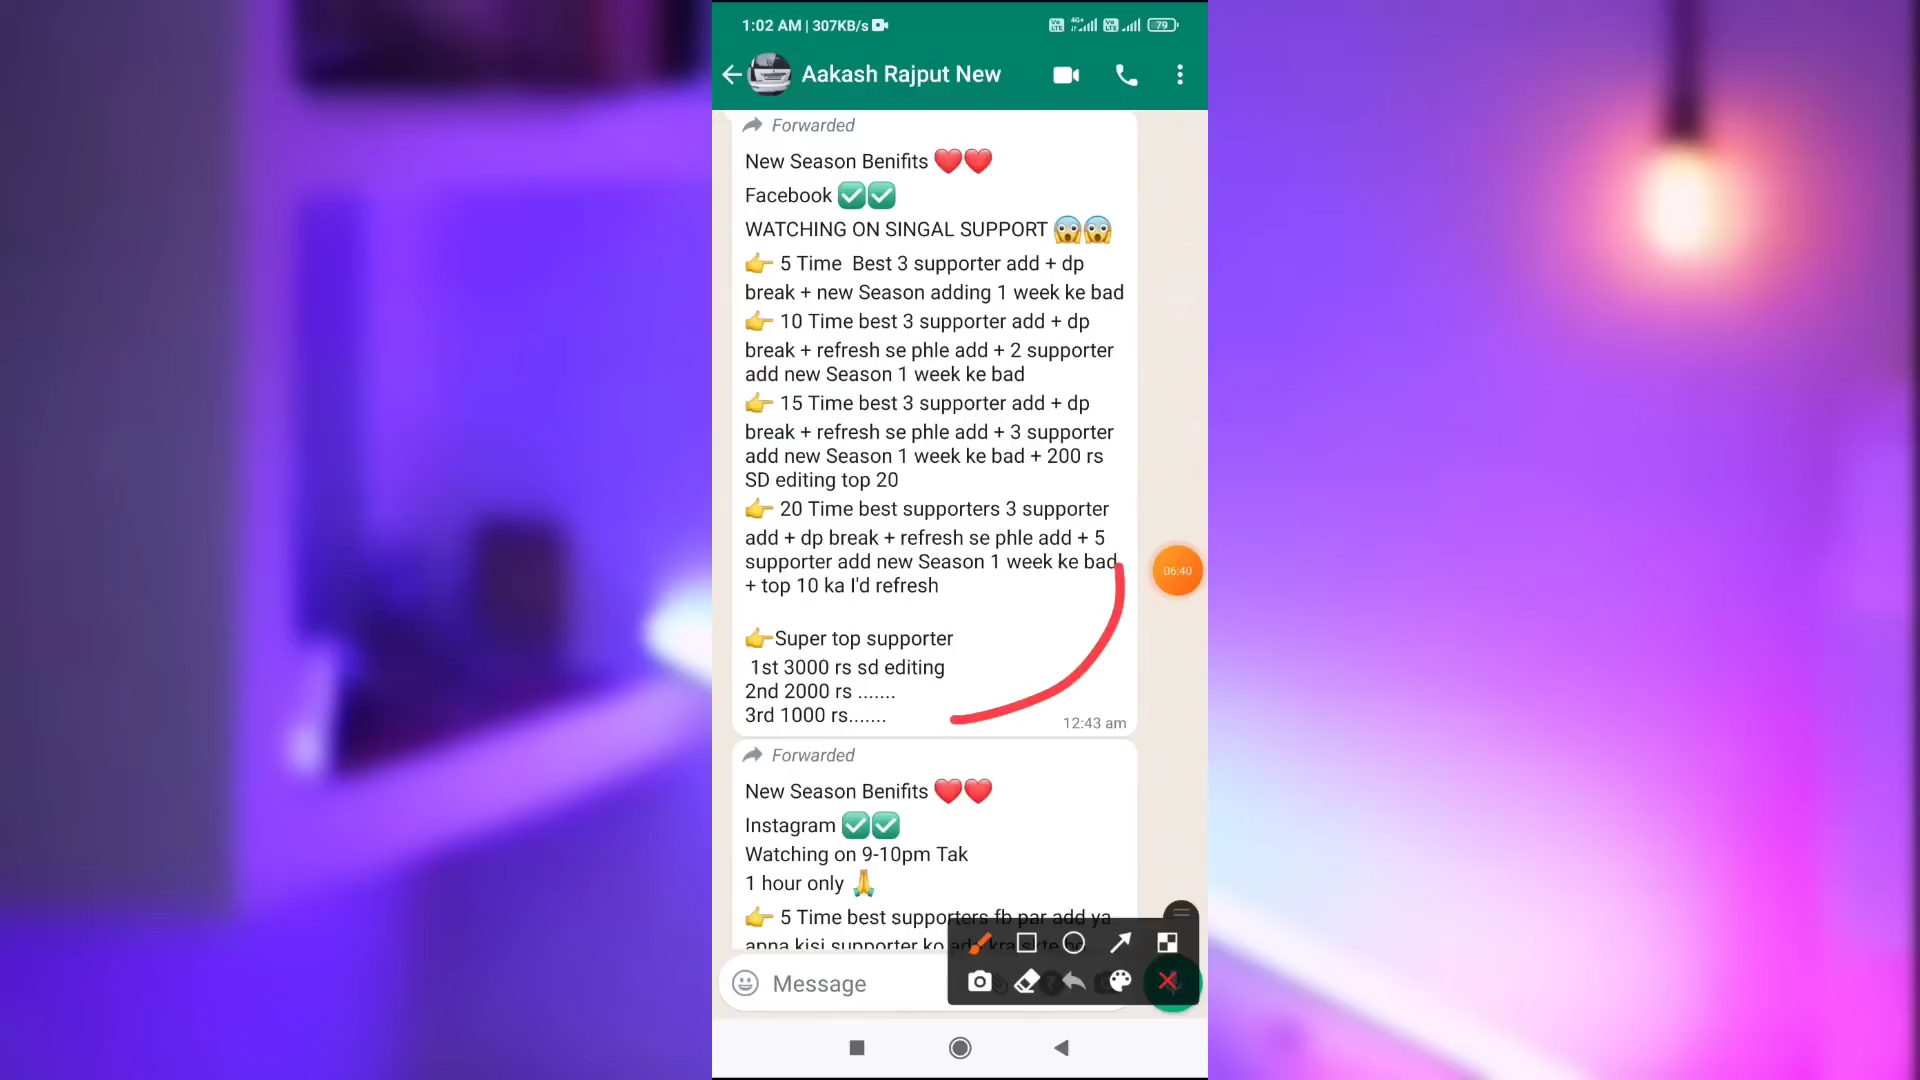 1:02 AM | 307KB/s
4G+
79
Aakash Rajput New
Forwarded
New Season Benifits ❤️❤️
Facebook ✅✅
WATCHING ON SINGAL SUPPORT 😱😱
👉 5 Time  Best 3 supporter add + dp
break + new Season adding 1 week ke bad
👉 10 Time best 3 supporter add + dp
break + refresh se phle add + 2 supporter
add new Season 1 week ke bad
👉 15 Time best 3 supporter add + dp
break + refresh se phle add + 3 supporter
add new Season 1 week ke bad + 200 rs
SD editing top 20
👉 20 Time best supporters 3 supporter
add + dp break + refresh se phle add + 5
supporter add new Season 1 week ke bad
+ top 10 ka I'd refresh
👉Super top supporter
1st 3000 rs sd editing
2nd 2000 rs .......
3rd 1000 rs.......
12:43 am
06:40
Forwarded
New Season Benifits ❤️❤️
Instagram ✅✅
Watching on 9-10pm Tak
1 hour only 🙏
👉 5 Time best supporters fb par add ya
apna kisi supporter ko
Message